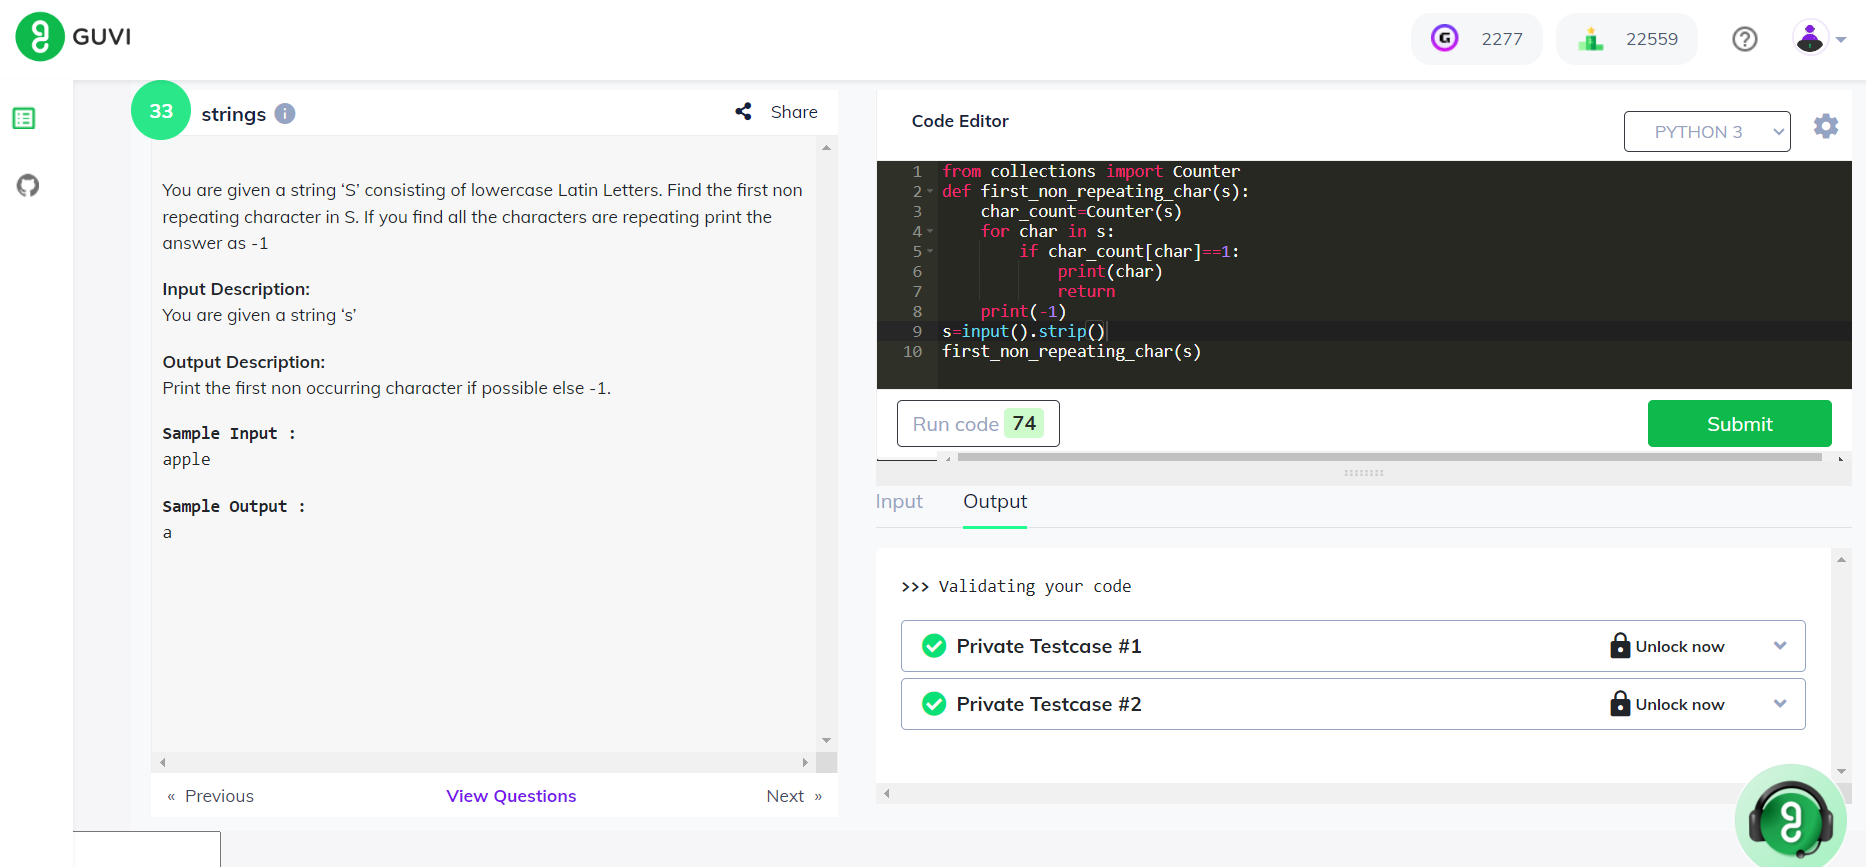 GUVI
2277
22559
33
strings
Share
You are given a string ‘S’ consisting of lowercase Latin Letters. Find the first non
repeating character in S. If you find all the characters are repeating print the
answer as -1
Input Description:
You are given a string ‘s’
Output Description:
Print the first non occurring character if possible else -1.
Sample Input :
apple
Sample Output :
a
« Previous
View Questions
Next »
Code Editor
PYTHON 3
1 from collections import Counter
2 def first_non_repeating_char(s):
3 char_count=Counter(s)
4 for char in s:
5 if char_count[char]==1:
6 print(char)
7 return
8 print(-1)
9 s=input().strip()
10 first_non_repeating_char(s)
Run code 74
Submit
Input
Output
>>> Validating your code
Private Testcase #1
Unlock now
Private Testcase #2
Unlock now